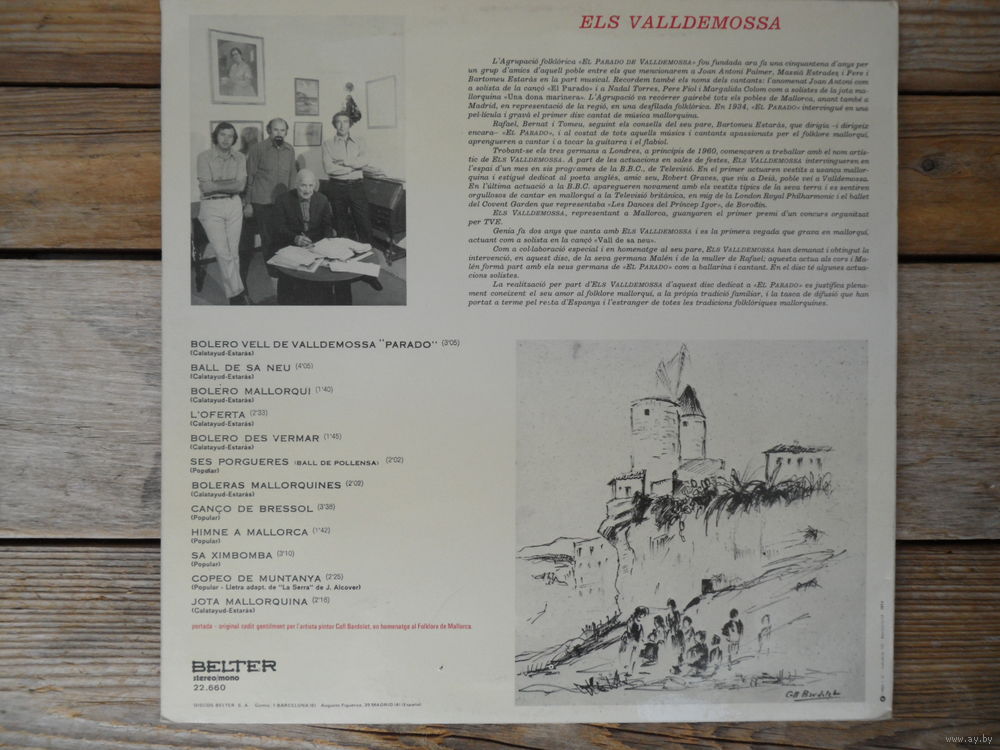 ELS VALLDEMOSSA
L'Agrupació folklòrica «EL PARADO DE VALLDEMOSSA» fou fundada ara fa una cinquantena d'anys per
un grup d'amics d'aquell poble entre els que mencionarem a Joan Antoni Palmer, Massià Estrades i Pere i
Bartomeu Estaràs en la part musical. Recordem també els noms dels cantants: l'anomenat Joan Antoni com
a solista de la cançó «El Parado» i a Nadal Torres, Pere Fiol i Margalida Colom com a solistes de la jota ma-
llorquina «Una dona marinera». L'Agrupació va recórrer gairebé tots els pobles de Mallorca, anant també a
Madrid, en representació de la regió, en una desfilada folklòrica. En 1934, «EL PARADO» intervingué en una
pel·lícula i gravà el primer disc cantat de música mallorquina.
Rafael, Bernat i Tomeu, seguint els consells del seu pare, Bartomeu Estaràs, que dirigia –i dirigeix
encara– «EL PARADO», i al costat de tots aquells músics i cantants apassionats per el folklore mallorquí,
aprengueren a cantar i a tocar la guitarra i el flabiol.
Trobant-se els tres germans a Londres, a principis de 1960, començaren a treballar amb el nom artís-
tic de ELS VALLDEMOSSA. A part de les actuacions en sales de festes, ELS VALLDEMOSSA intervingueren en
l'espai d'un mes en sis programes de la B.B.C., de Televisió. En el primer actuaren vestits a usança mallor-
quina i estigué dedicat al poeta anglès, amic seu, Robert Graves, que viu a Deià, poble veí a Valldemossa.
En l'última actuació a la B.B.C. aparegueren novament amb els vestits típics de la seva terra i es sentiren
orgullosos de cantar en mallorquí a la Televisió britànica, en mig de la London Royal Philharmonic i el ballet
del Covent Garden que representaba «Les Dances del Príncep Igor», de Borodin.
ELS VALLDEMOSSA, representant a Mallorca, guanyaren el primer premi d'un concurs organitzat
per TVE.
Genia fa dos anys que canta amb ELS VALLDEMOSSA i es la primera vegada que grava en mallorquí,
actuant com a solista en la cançó «Vall de sa neu».
Com a col·laboració especial i en homenatge al seu pare, ELS VALLDEMOSSA han demanat i obtingut la
intervenció, en aquest disc, de la seva germana Malén i de la muller de Rafael; aquesta actua als cors i Ma-
lén formà part amb els seus germans de «EL PARADO» com a ballarina i cantant. En el disc té algunes actua-
cions solistes.
La realització per part d'ELS VALLDEMOSSA d'aquest disc dedicat a «EL PARADO» es justifica plena-
ment coneixent el seu amor al folklore mallorquí, a la pròpia tradició familiar, i la tasca de difusió que han
portat a terme pel resta d'Espanya i l'estranger de totes les tradicions folklòriques mallorquines.
BOLERO VELL DE VALLDEMOSSA "PARADO" (3'05)
(Calatayud-Estaràs)
BALL DE SA NEU (4'05)
(Calatayud-Estaràs)
BOLERO MALLORQUI (1'40)
(Calatayud-Estaràs)
L'OFERTA (2'33)
(Calatayud-Estaràs)
BOLERO DES VERMAR (1'45)
(Calatayud-Estaràs)
SES PORGUERES (BALL DE POLLENSA) (2'02)
(Popular)
BOLERAS MALLORQUINES (2'09)
(Calatayud-Estaràs)
CANÇO DE BRESSOL (3'38)
(Popular)
HIMNE A MALLORCA (1'42)
(Popular)
SA XIMBOMBA (3'10)
(Popular)
COPEO DE MUNTANYA (2'25)
(Popular - Lletra adapt. de "La Serra" de J. Alcover)
JOTA MALLORQUINA (2'18)
(Calatayud-Estaràs)
portada - original cedit gentilment per l'artista pintor Coll Bardolet, en homenatge al Folklore de Mallorca.
BELTER
stereo/mono
22.660
DISCOS BELTER S. A. Gomis, 1 BARCELONA (6) Augusto Figueroa, 39 MADRID (4) (España)
Coll Bardolet
www.ay.by